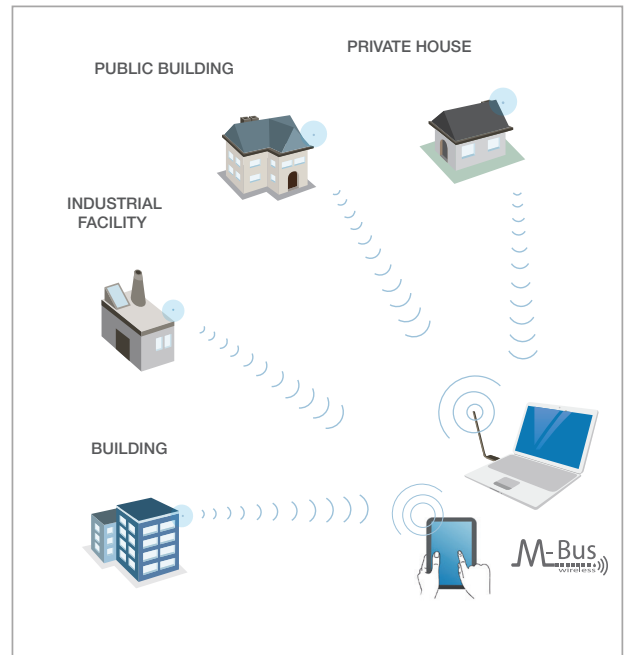 PRIVATE HOUSE
PUBLIC BUILDING
INDUSTRIAL
FACILITY
BUILDING
M-Bus
wireless